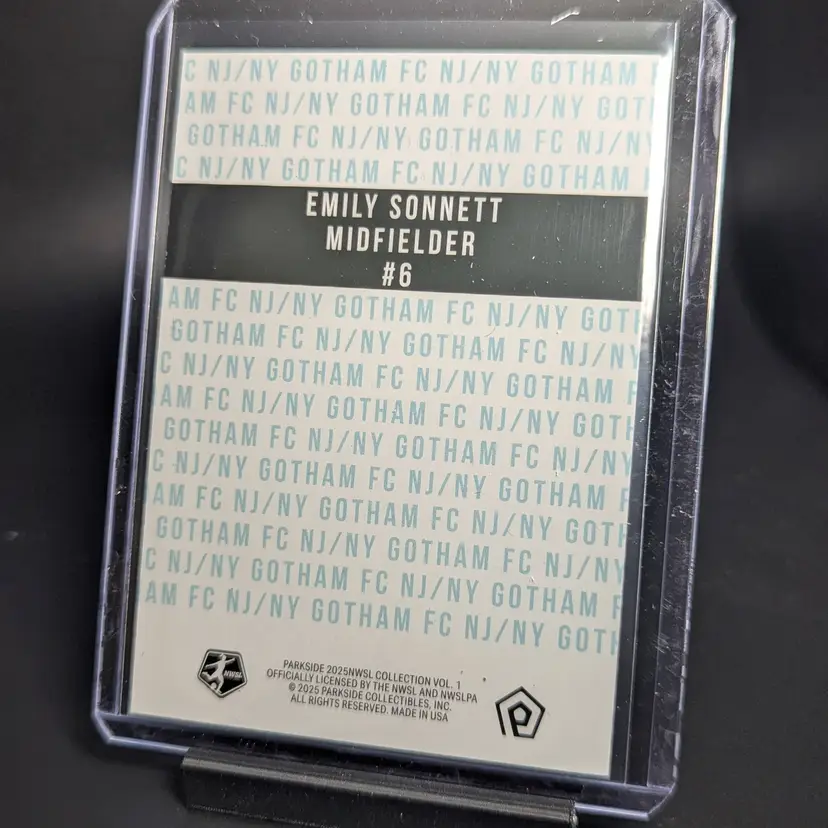 C NJ/NY GOTHAM FC NJ/NY GOTHAM F
AM FC NJ/NY GOTHAM FC NJ/NY GOTH
GOTHAM FC NJ/NY GOTHAM FC NJ/NY
C NJ/NY GOTHAM FC NJ/NY GOTHAM F
EMILY SONNETT
MIDFIELDER
#6
AM FC NJ/NY GOTHAM FC NJ/NY GOTH
GOTHAM FC NJ/NY GOTHAM FC NJ/NY
C NJ/NY GOTHAM FC NJ/NY GOTHAM F
AM FC NJ/NY GOTHAM FC NJ/NY GOTH
GOTHAM FC NJ/NY GOTHAM FC NJ/NY
C NJ/NY GOTHAM FC NJ/NY GOTHAM F
AM FC NJ/NY GOTHAM FC NJ/NY GOTH
GOTHAM FC NJ/NY GOTHAM FC NJ/NY
C NJ/NY GOTHAM FC NJ/NY GOTHAM F
AM FC NJ/NY GOTHAM FC NJ/NY GOTH
NWSL
PARKSIDE 2025NWSL COLLECTION VOL. 1
OFFICIALLY LICENSED BY THE NWSL AND NWSLPA
© 2025 PARKSIDE COLLECTIBLES, INC.
ALL RIGHTS RESERVED. MADE IN USA